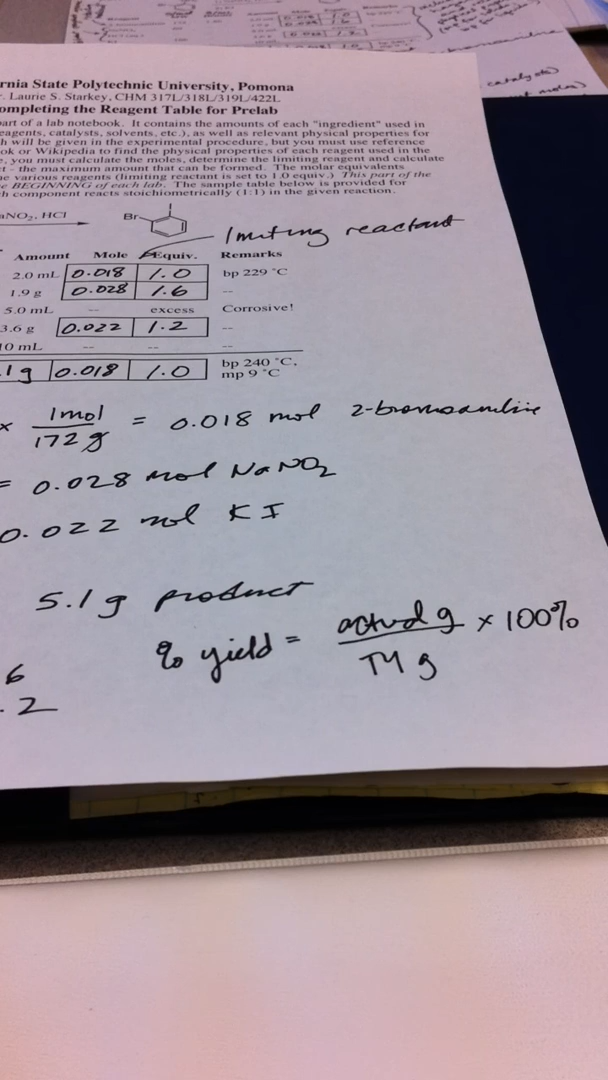 rnia State Polytechnic University, Pomona
r. Laurie S. Starkey, CHM 317L/318L/319L/422L
ompleting the Reagent Table for Prelab
part of a lab notebook. It contains the amounts of each "ingredient" used in
eagents, catalysts, solvents, etc.), as well as relevant physical properties for
h will be given in the experimental procedure, but you must use reference
ok or Wikipedia to find the physical properties of each reagent used in the
e, you must calculate the moles, determine the limiting reagent and calculate
t - the maximum amount that can be formed. The molar equivalents
e various reagents (limiting reactant is set to 1.0 equiv.) This part of the
e BEGINNING of each lab. The sample table below is provided for
h component reacts stoichiometrically (1:1) in the given reaction.
aNO2, HCl
Br
I
limiting reactant
Amount Mole Equiv. Remarks
2.0 mL 0.018 1.0 bp 229 °C
1.9 g 0.028 1.6 --
5.0 mL -- excess Corrosive!
3.6 g 0.022 1.2 --
10 mL -- -- --
.1g 0.018 1.0 bp 240 °C,
mp 9 °C
x 1mol / 172 g = 0.018 mol 2-bromoaniline
= 0.028 mol NaNO2
0.022 mol KI
5.1g product
% yield = actual g / TY g x 100%
6
.2